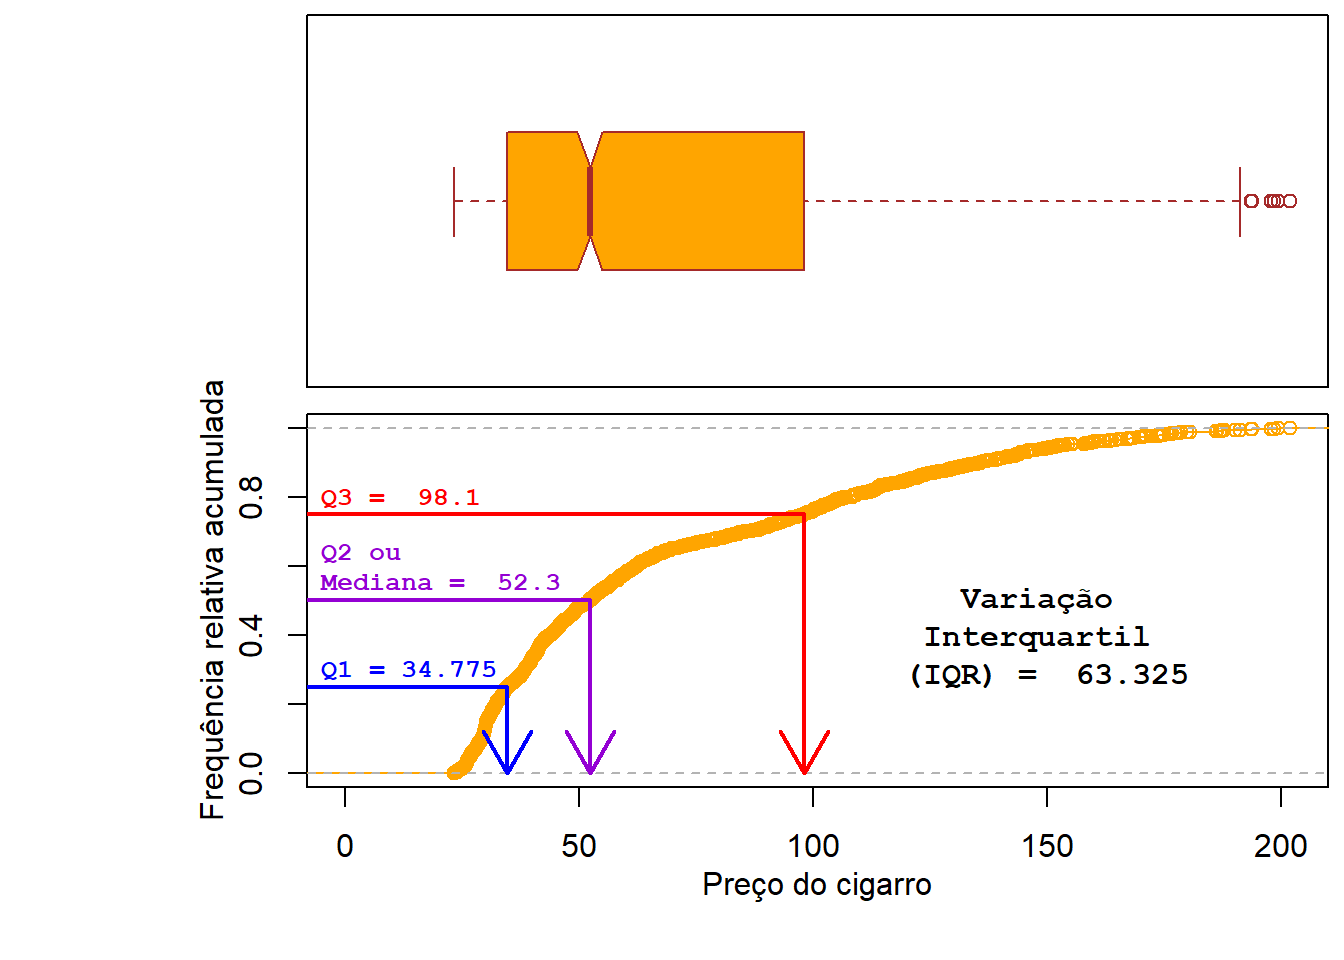 Frequência relativa acumulada
0.8
0.4
0.0
Q3 =  98.1
Q2 ou
Mediana =  52.3
Q1 = 34.775
Variação
Interquartil
(IQR) =  63.325
0 50 100 150 200
Preço do cigarro